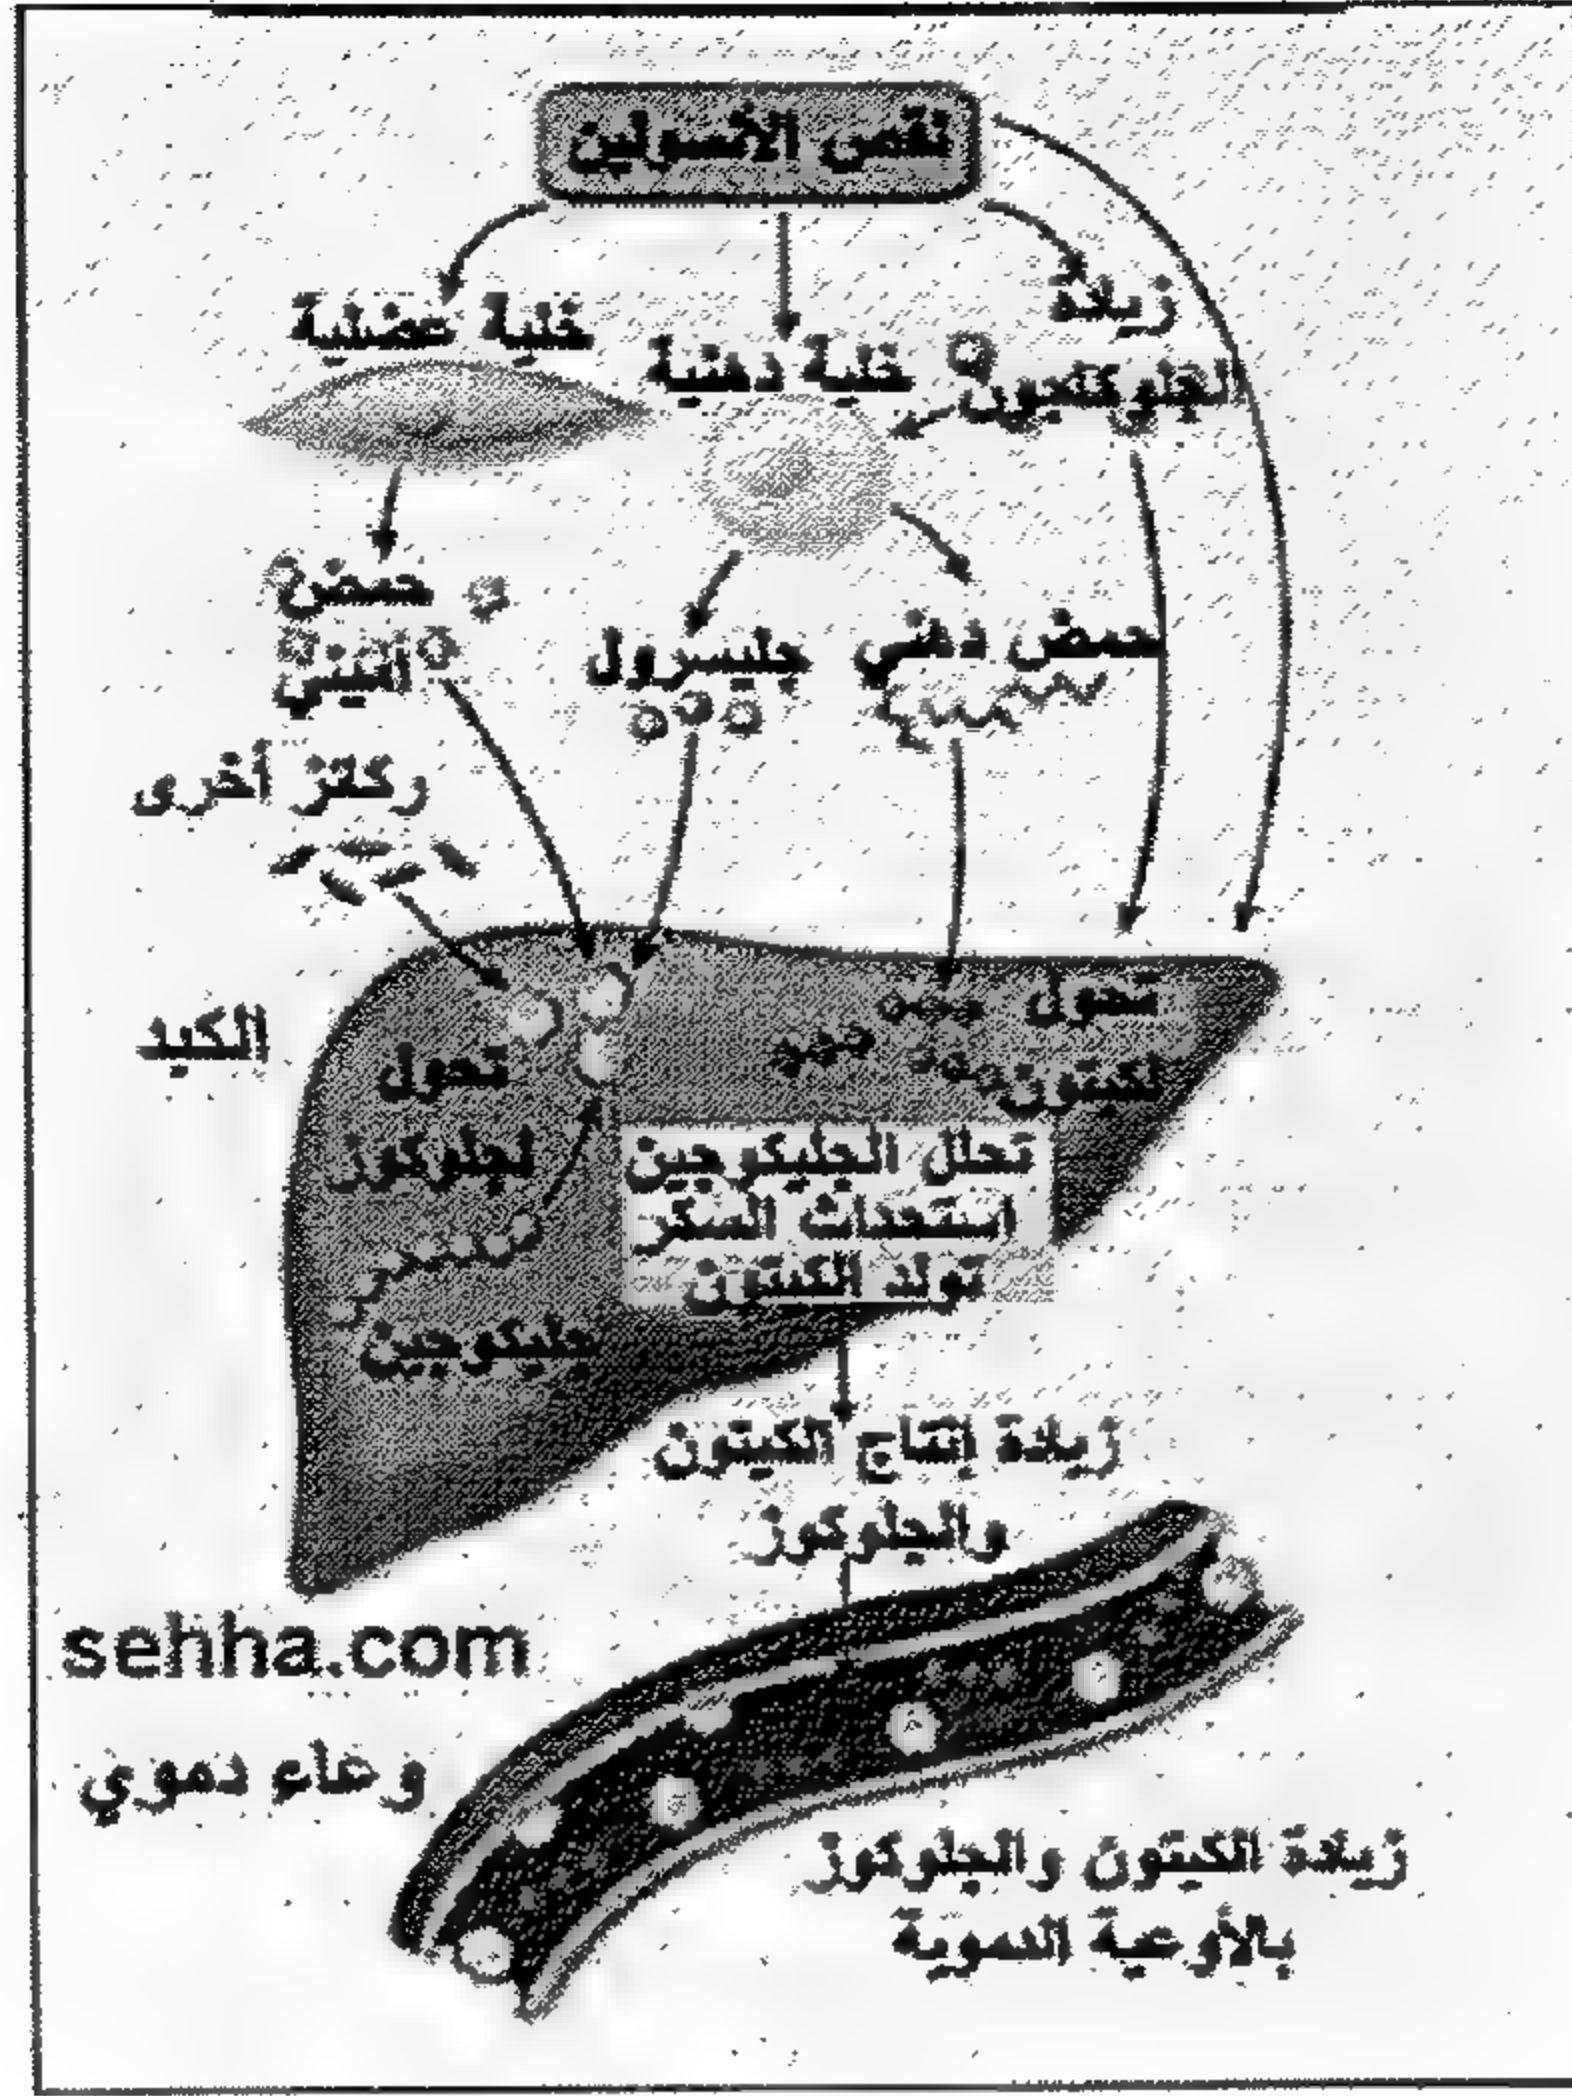 نقص الأنسولين
خلية عضلية
خلية دهنية
زيادة
الجلوكاجون
حمض
أميني
جليسرول
حمض دهني
ركائز أخرى
الكبد
تحول
لجلوكوز
جليكوجين
تحول
لكيتون
تحلل الجليكوجين
استحداث السكر
تولد الكيتون
زيادة إنتاج الكيتون
والجلوكوز
sehha.com
وعاء دموي
زيادة الكيتون والجلوكوز
بالأوعية الدموية